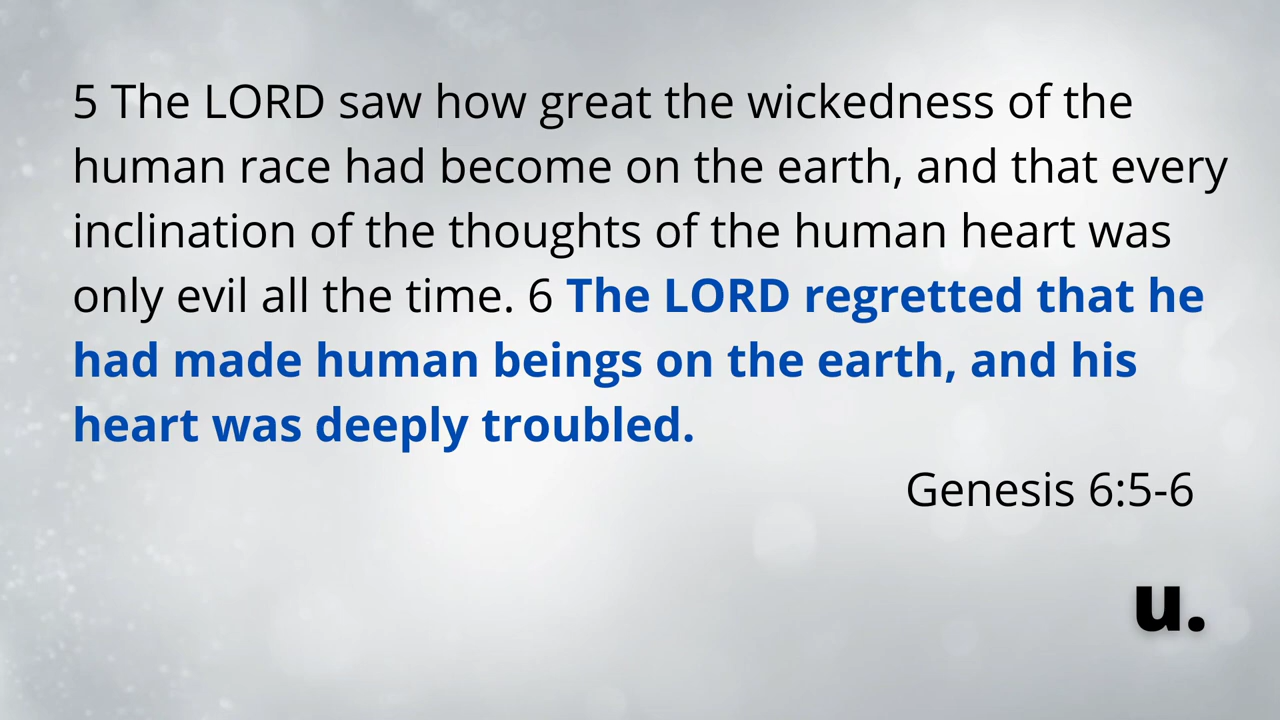 5 The LORD saw how great the wickedness of the
human race had become on the earth, and that every
inclination of the thoughts of the human heart was
only evil all the time. 6 The LORD regretted that he
had made human beings on the earth, and his
heart was deeply troubled.
Genesis 6:5-6
u.